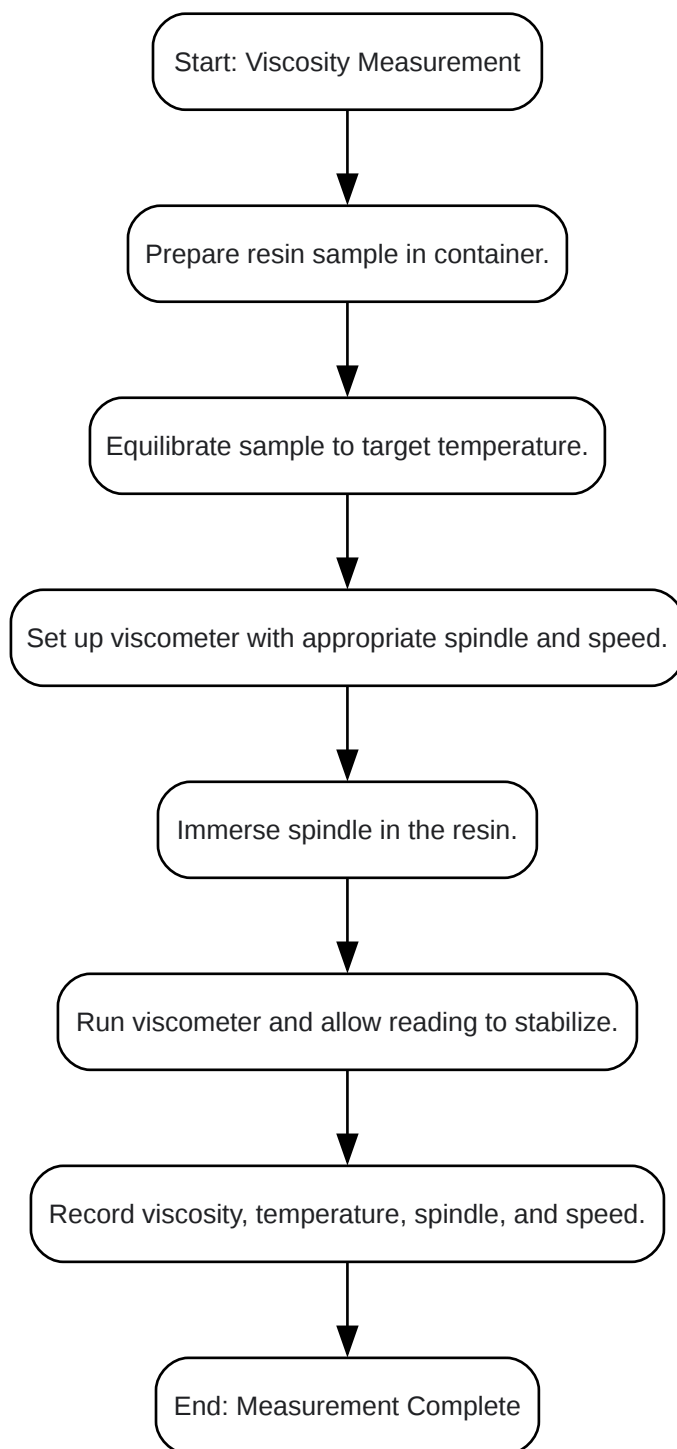 Start: Viscosity Measurement
Prepare resin sample in container.
Equilibrate sample to target temperature.
Set up viscometer with appropriate spindle and speed.
Immerse spindle in the resin.
Run viscometer and allow reading to stabilize.
Record viscosity, temperature, spindle, and speed.
End: Measurement Complete